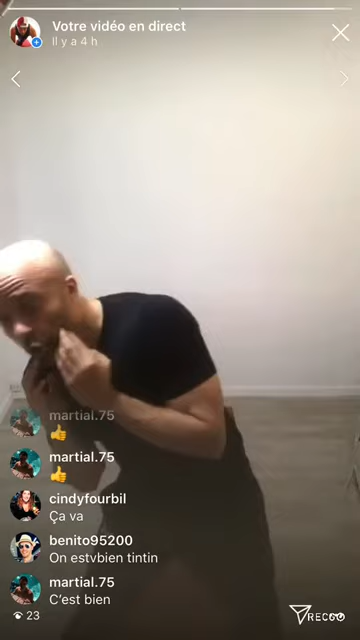 Votre vidéo en direct
Il y a 4 h
martial.75
martial.75
cindyfourbil
Ça va
benito95200
On estvbien tintin
martial.75
C'est bien
23
RECGO